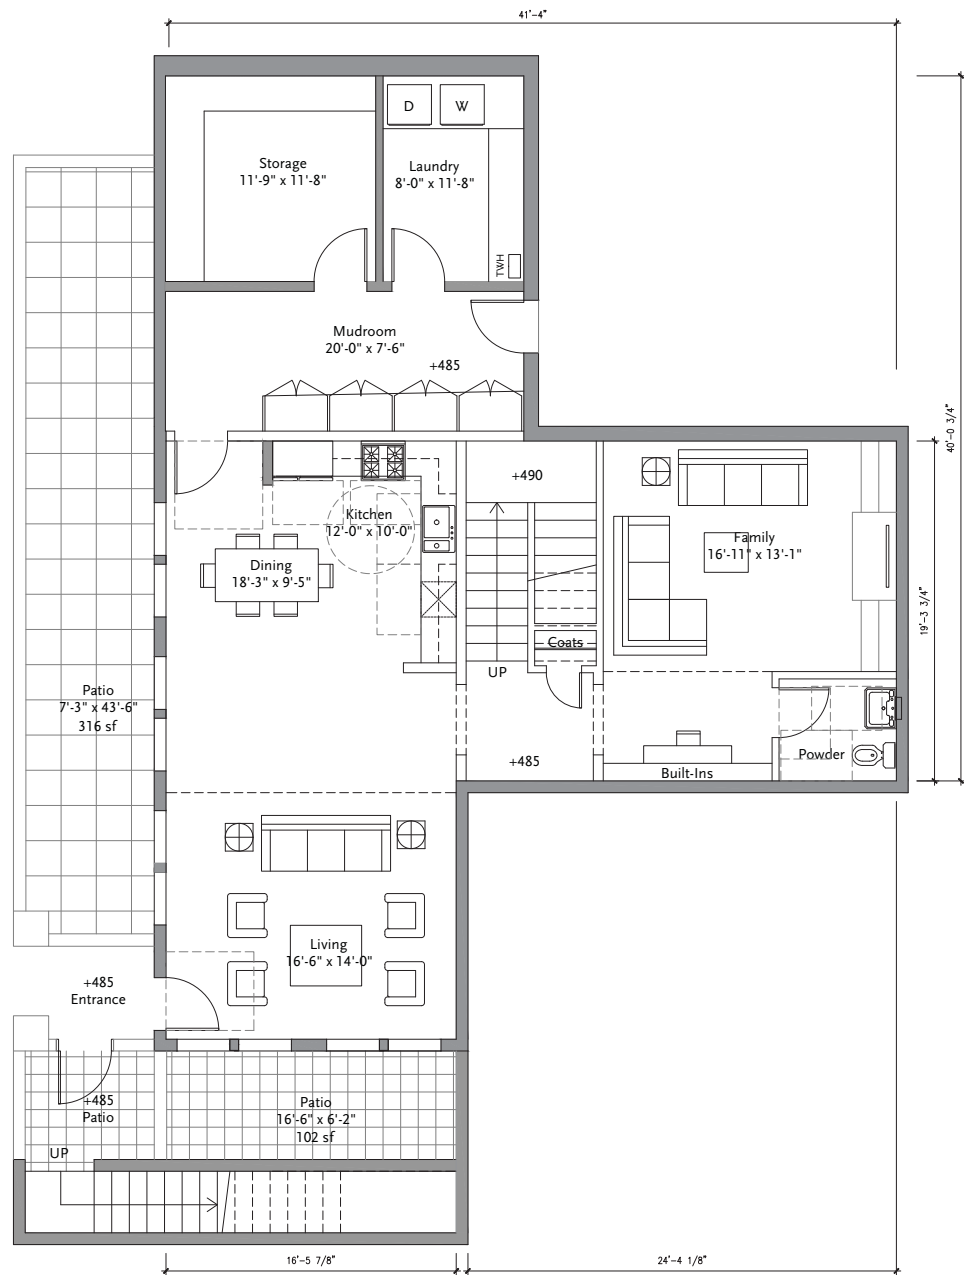 41'-4"
D
W
Storage
11'-9" x 11'-8"
Laundry
8'-0" x 11'-8"
TWH
Mudroom
20'-0" x 7'-6"
+485
40'-0 3/4"
+490
Kitchen
12'-0" x 10'-0"
Family
16'-11" x 13'-1"
Dining
18'-3" x 9'-5"
19'-3 3/4"
Coats
UP
Patio
7'-3" x 43'-6"
316 sf
+485
Powder
Built-Ins
Living
16'-6" x 14'-0"
+485
Entrance
+485
Patio
Patio
16'-6" x 6'-2"
102 sf
UP
16'-5 7/8"
24'-4 1/8"